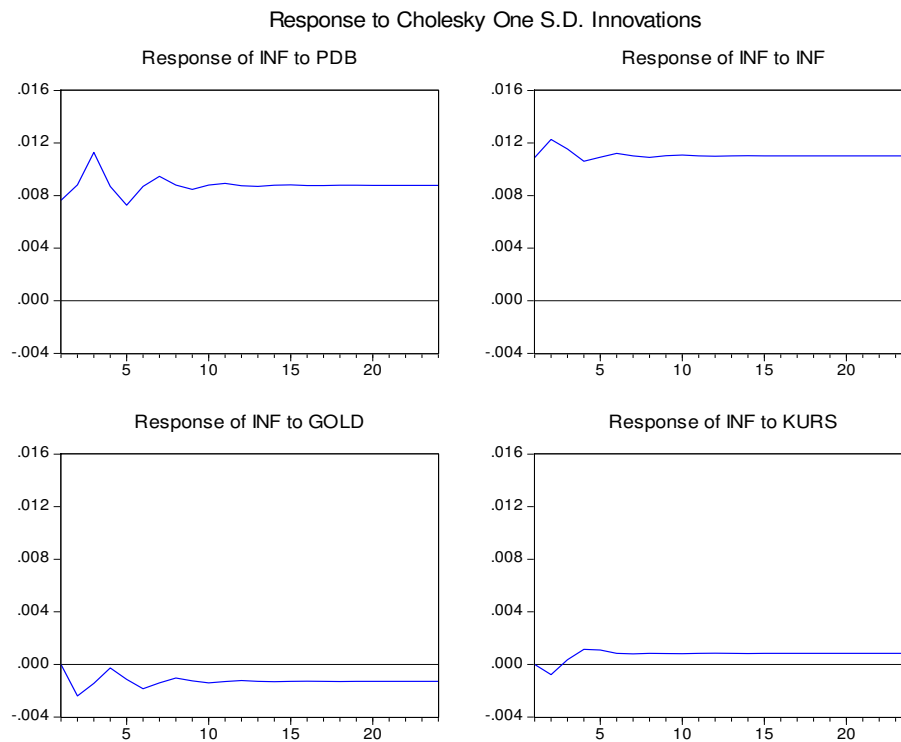 Response to Cholesky One S.D. Innovations
Response of INF to PDB
.016
.012
.008
.004
.000
-.004
5 10 15 20
Response of INF to INF
.016
.012
.008
.004
.000
-.004
5 10 15 20
Response of INF to GOLD
.016
.012
.008
.004
.000
-.004
5 10 15 20
Response of INF to KURS
.016
.012
.008
.004
.000
-.004
5 10 15 20